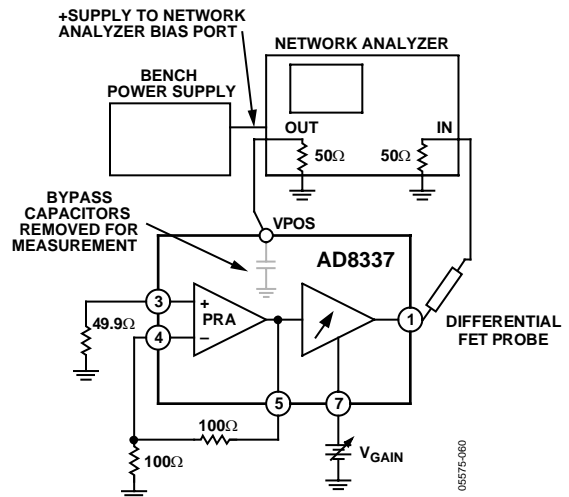 +SUPPLY TO NETWORK
ANALYZER BIAS PORT
NETWORK ANALYZER
BENCH
POWER SUPPLY
OUT
IN
50Ω
50Ω
BYPASS
CAPACITORS
REMOVED FOR
MEASUREMENT
VPOS
AD8337
3
+
PRA
49.9Ω
4
–
1
DIFFERENTIAL
FET PROBE
5
7
100Ω
100Ω
VGAIN
05575-060